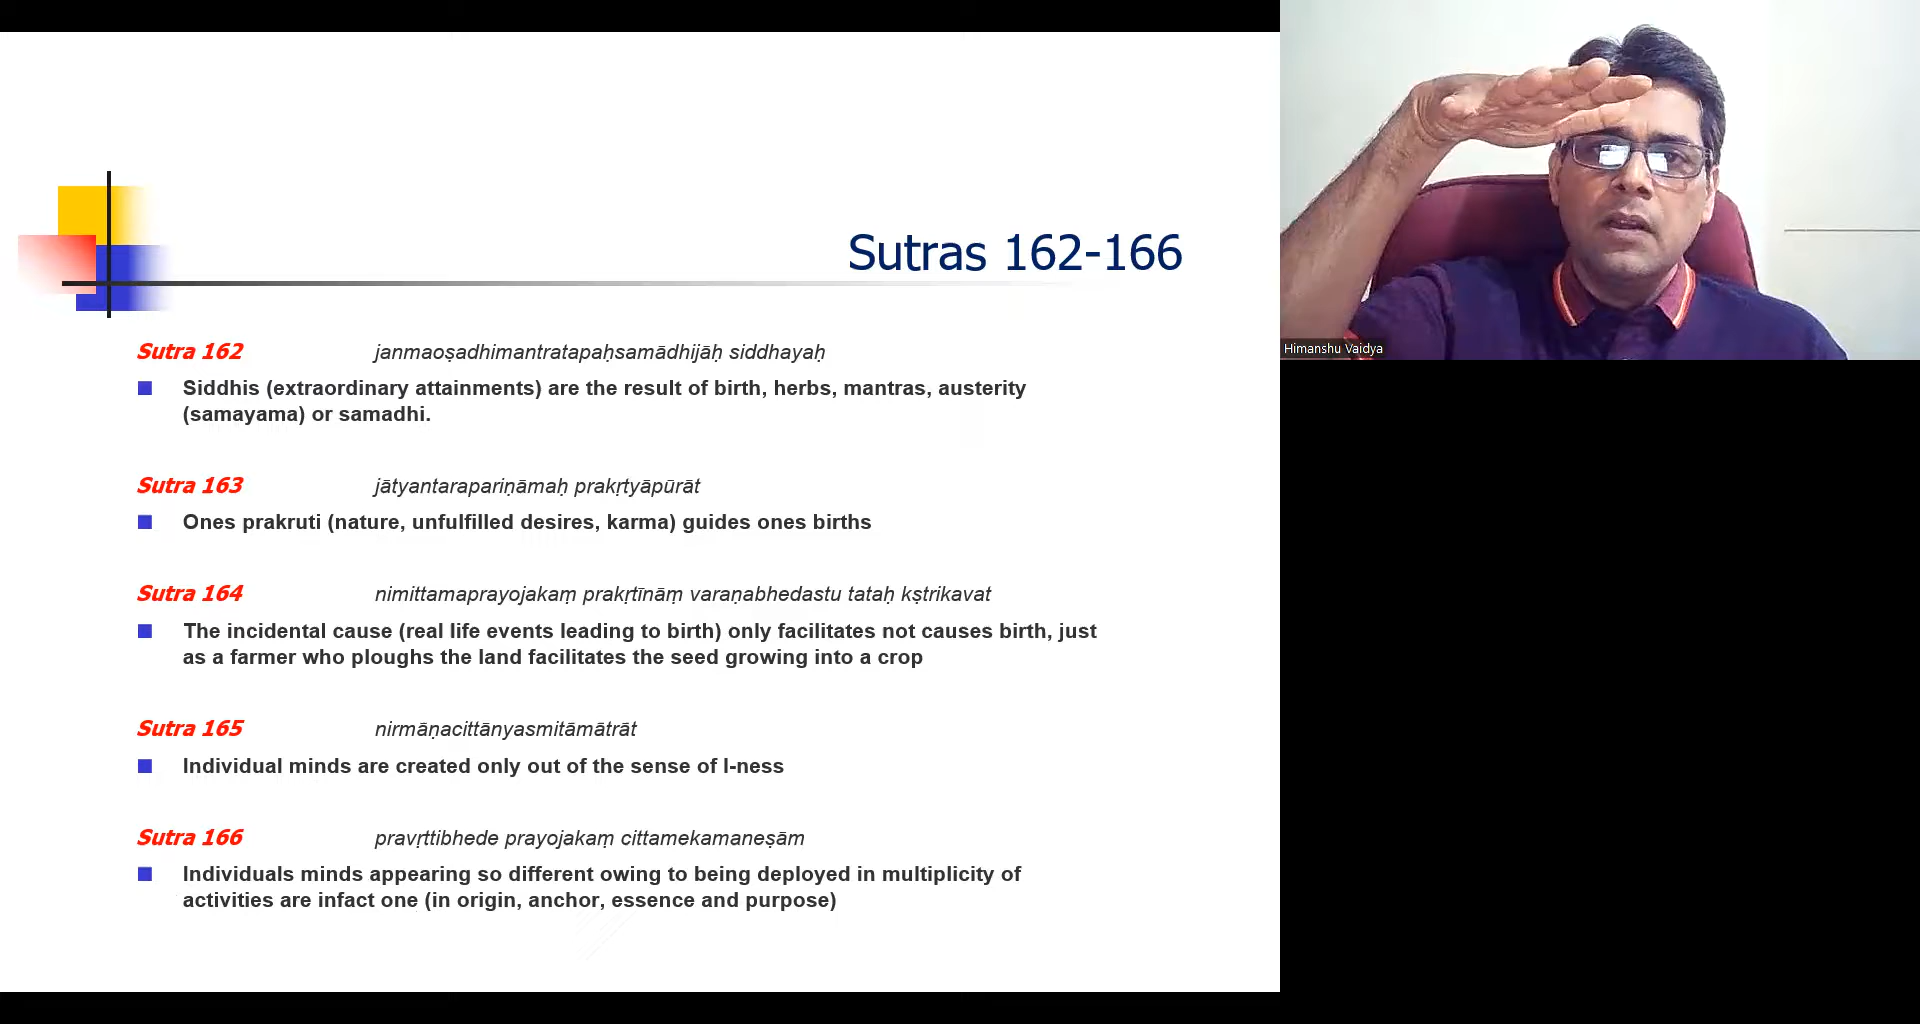 Sutras 162-166
Sutra 162 janmaoṣadhimantratapaḥsamādhijāḥ siddhayaḥ
Siddhis (extraordinary attainments) are the result of birth, herbs, mantras, austerity
(samayama) or samadhi.
Sutra 163 jātyantarapariṇāmaḥ prakṛtyāpūrāt
Ones prakruti (nature, unfulfilled desires, karma) guides ones births
Sutra 164 nimittamaprayojakaṃ prakṛtīnāṃ varaṇabhedastu tataḥ kṣtrikavat
The incidental cause (real life events leading to birth) only facilitates not causes birth, just
as a farmer who ploughs the land facilitates the seed growing into a crop
Sutra 165 nirmāṇacittānyasmitāmātrāt
Individual minds are created only out of the sense of I-ness
Sutra 166 pravṛttibhede prayojakaṃ cittamekamaneṣām
Individuals minds appearing so different owing to being deployed in multiplicity of
activities are infact one (in origin, anchor, essence and purpose)
Himanshu Vaidya